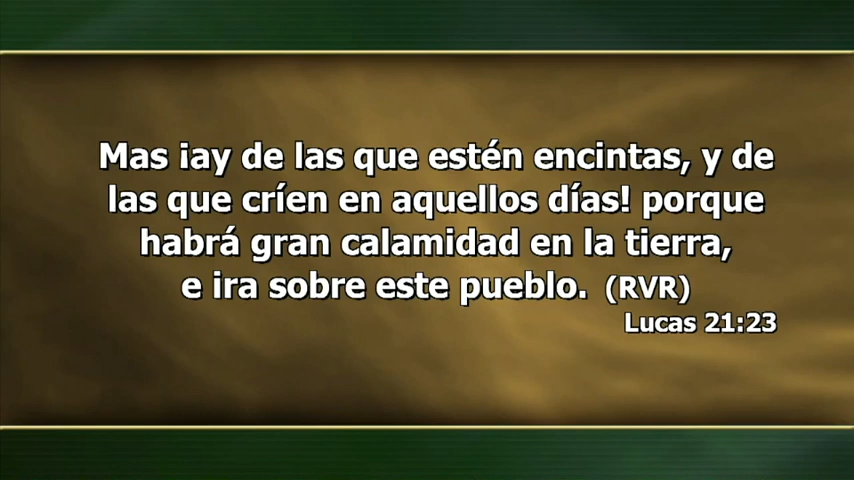 Mas ¡ay de las que estén encintas, y de
las que críen en aquellos días! porque
habrá gran calamidad en la tierra,
e ira sobre este pueblo. (RVR)
Lucas 21:23